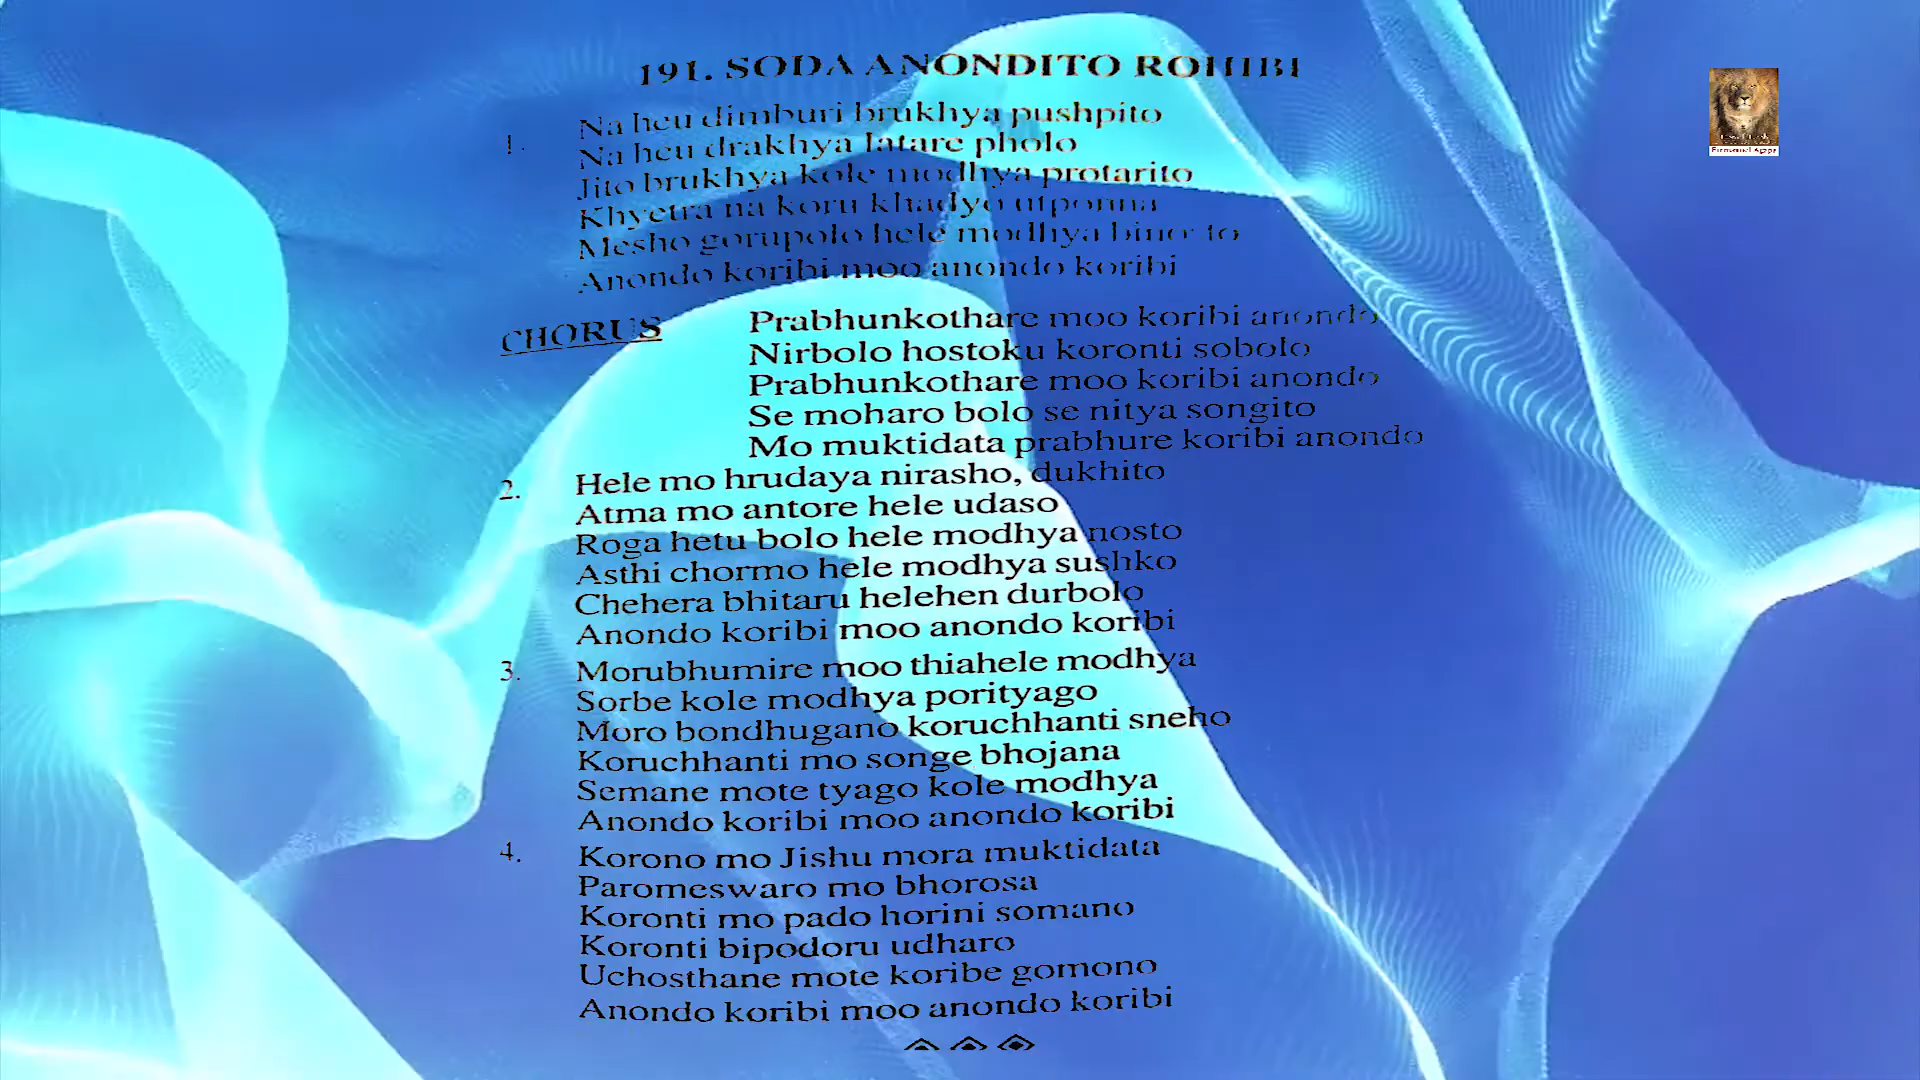 191. SODA ANONDITO ROHIBI
1. Na heu dimburi brukhya pushpito
Na heu drakhya latare pholo
Jito brukhya kole modhya protarito
Khyetra na koru khadyo utponna
Mesho gorupolo hele modhya
Anondo koribi moo anondo koribi
CHORUS Prabhunkothare moo koribi anondo
Nirbolo hostoku koronti sobolo
Prabhunkothare moo koribi anondo
Se moharo bolo se nitya songito
Mo muktidata prabhure koribi anondo
2. Hele mo hrudaya nirasho, dukhito
Atma mo antore hele udaso
Roga hetu bolo hele modhya nosto
Asthi chormo hele modhya sushko
Chehera bhitaru helehen durbolo
Anondo koribi moo anondo koribi
3. Morubhumire moo thiahele modhya
Sorbe kole modhya porityago
Moro bondhugano koruchhanti sneho
Koruchhanti mo songe bhojana
Semane mote tyago kole modhya
Anondo koribi moo anondo koribi
4. Korono mo Jishu mora muktidata
Paromeswaro mo bhorosa
Koronti mo pado horini somano
Koronti bipodoru udharo
Uchosthane mote koribe gomono
Anondo koribi moo anondo koribi